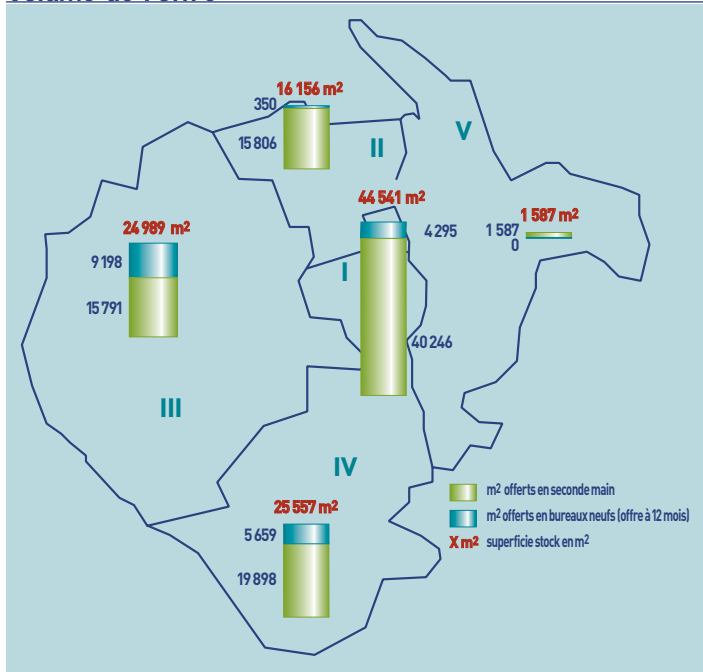 16 156 m²
350
15 806
II
V
44 541 m²
4 295
I
40 246
1 587 m²
1 587
0
24 989 m²
9 198
15 791
III
IV
25 557 m²
5 659
19 898
m² offerts en seconde main
m² offerts en bureaux neufs (offre à 12 mois)
X m² superficie stock en m²